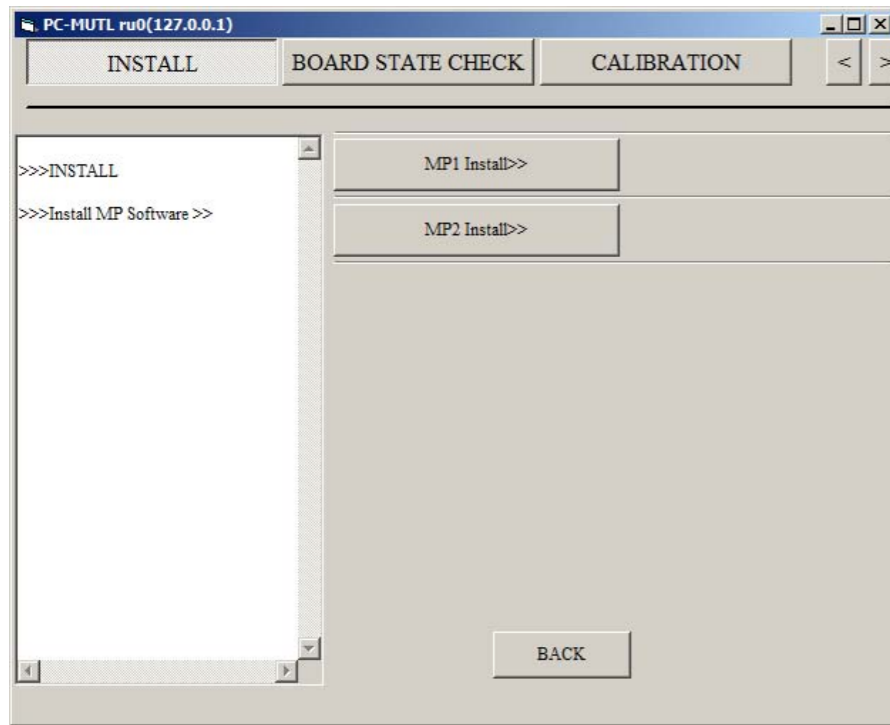 PC-MUTL ru0(127.0.0.1)
INSTALL
BOARD STATE CHECK
CALIBRATION
<
>
>>>INSTALL
>>>Install MP Software >>
MP1 Install>>
MP2 Install>>
BACK